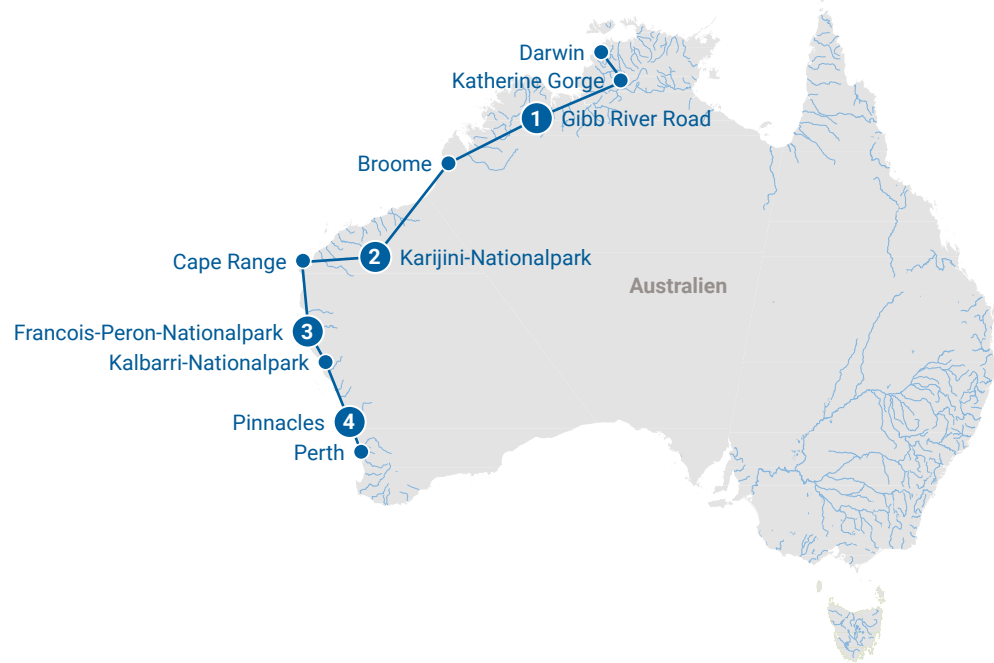 Darwin
Katherine Gorge
1 Gibb River Road
Broome
2 Karijini-Nationalpark
Cape Range
Australien
Francois-Peron-Nationalpark 3
Kalbarri-Nationalpark
Pinnacles 4
Perth